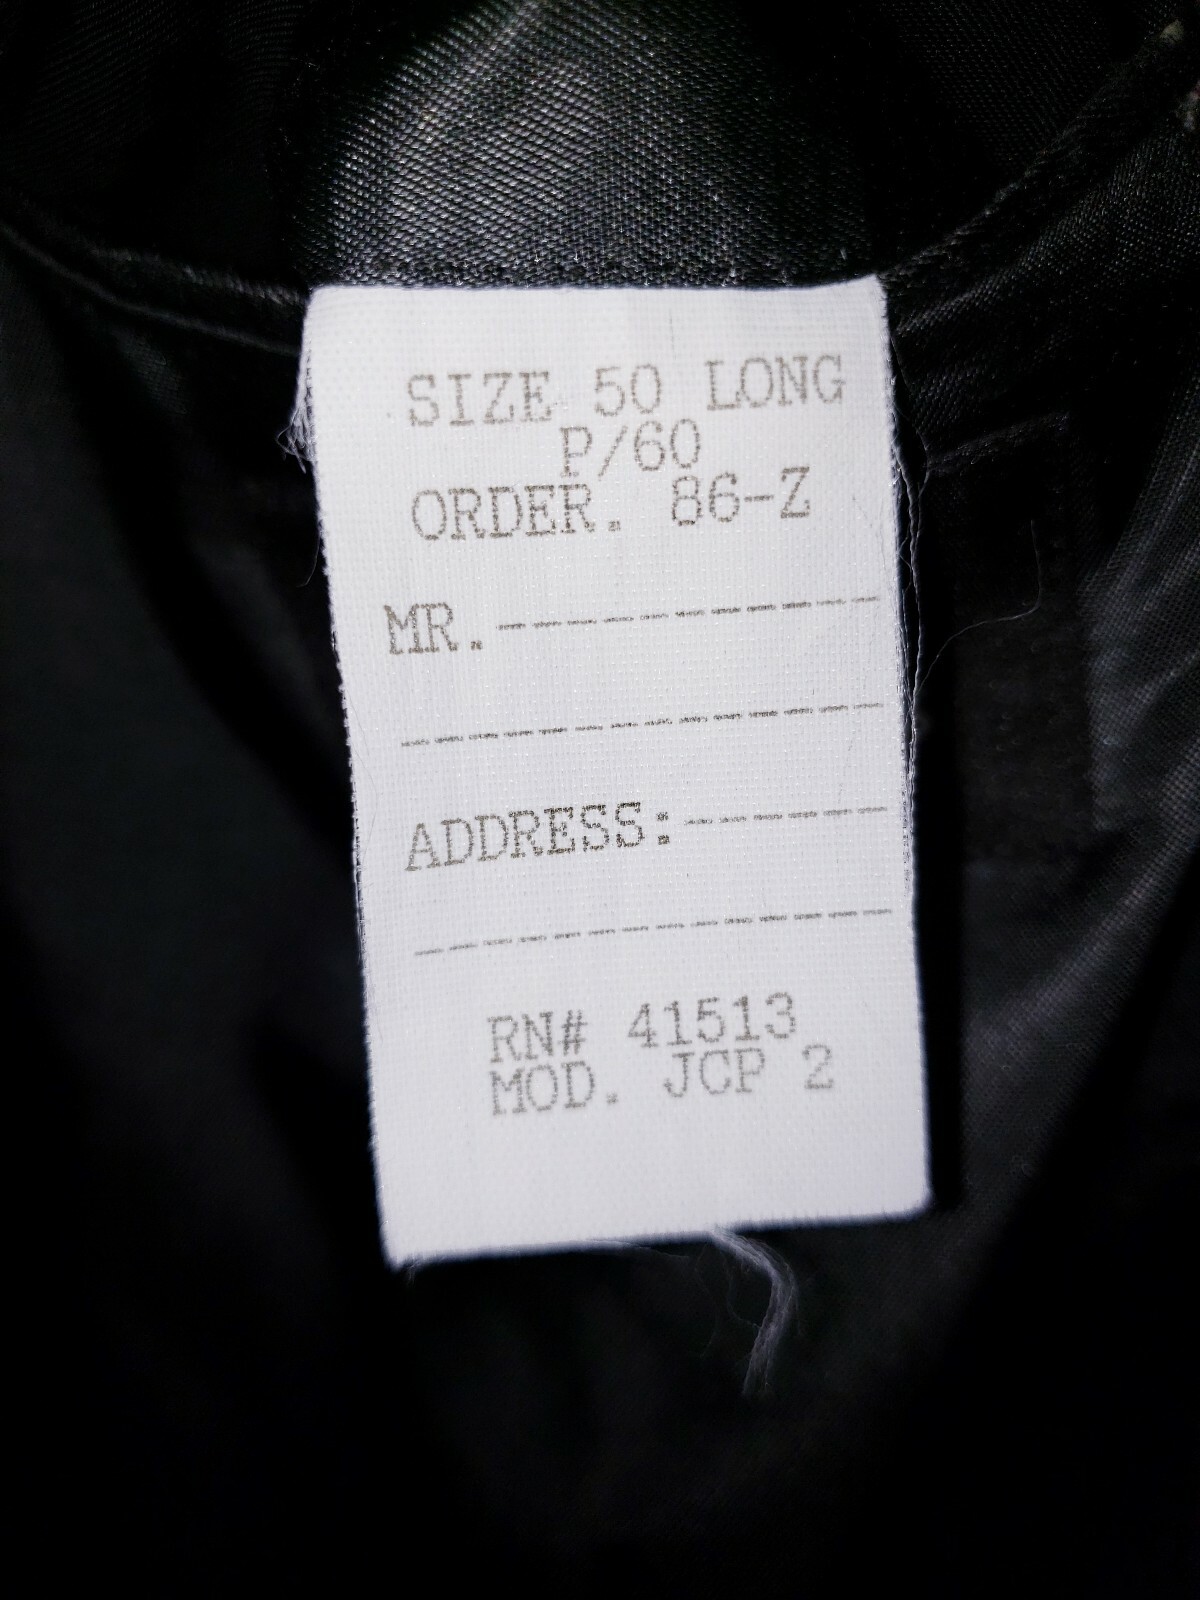 SIZE 50 LONG
P/60
ORDER. 86-Z
MR.-----------
--------------
ADDRESS:------
--------------
RN# 41513
MOD. JCP 2